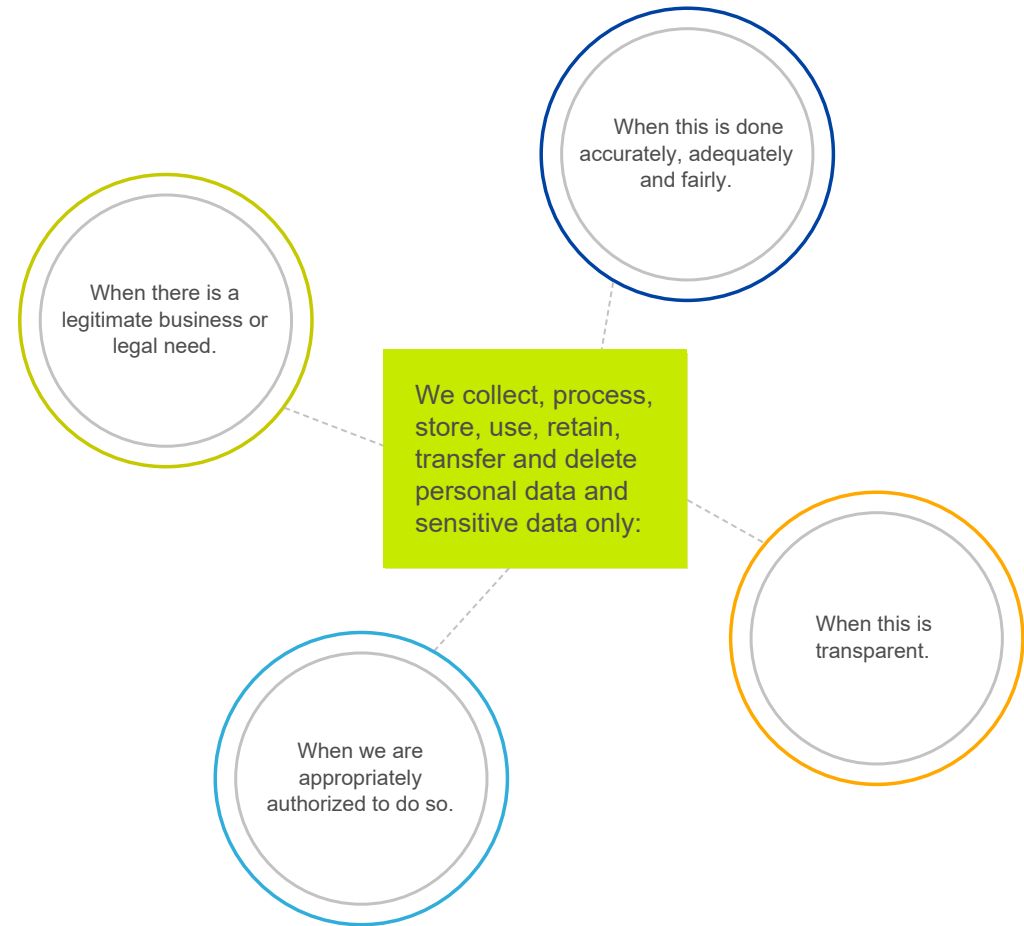 When this is done
accurately, adequately
and fairly.
When there is a
legitimate business or
legal need.
We collect, process,
store, use, retain,
transfer and delete
personal data and
sensitive data only:
When this is
transparent.
When we are
appropriately
authorized to do so.